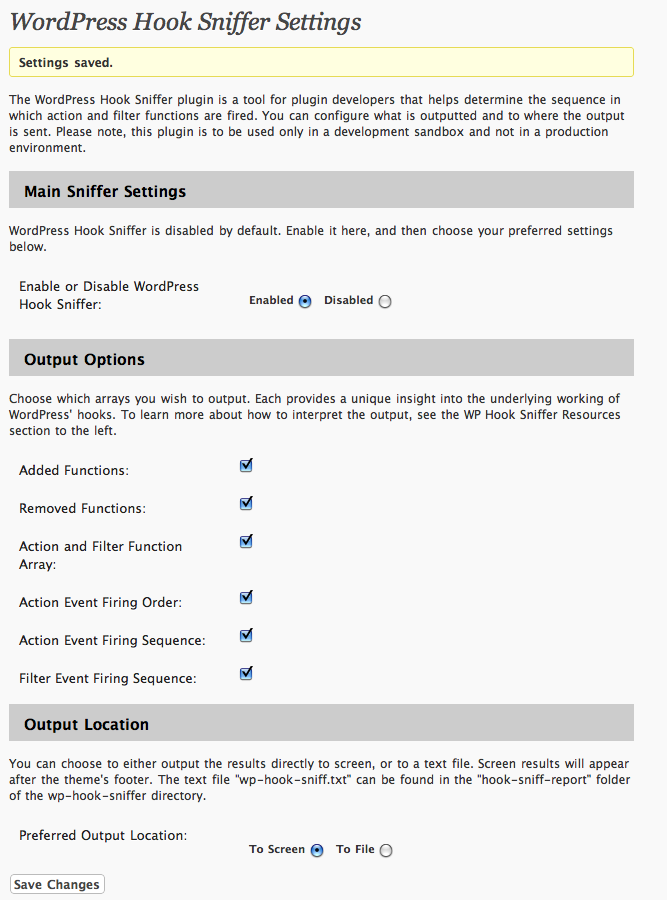 WordPress Hook Sniffer Settings
Settings saved.
The WordPress Hook Sniffer plugin is a tool for plugin developers that helps determine the sequence in
which action and filter functions are fired. You can configure what is outputted and to where the output
is sent. Please note, this plugin is to be used only in a development sandbox and not in a production
environment.
Main Sniffer Settings
WordPress Hook Sniffer is disabled by default. Enable it here, and then choose your preferred settings
below.
Enable or Disable WordPress
Hook Sniffer:
Enabled Disabled
Output Options
Choose which arrays you wish to output. Each provides a unique insight into the underlying working of
WordPress' hooks. To learn more about how to interpret the output, see the WP Hook Sniffer Resources
section to the left.
Added Functions:
Removed Functions:
Action and Filter Function
Array:
Action Event Firing Order:
Action Event Firing Sequence:
Filter Event Firing Sequence:
Output Location
You can choose to either output the results directly to screen, or to a text file. Screen results will appear
after the theme's footer. The text file "wp-hook-sniff.txt" can be found in the "hook-sniff-report" folder
of the wp-hook-sniffer directory.
Preferred Output Location:
To Screen To File
Save Changes